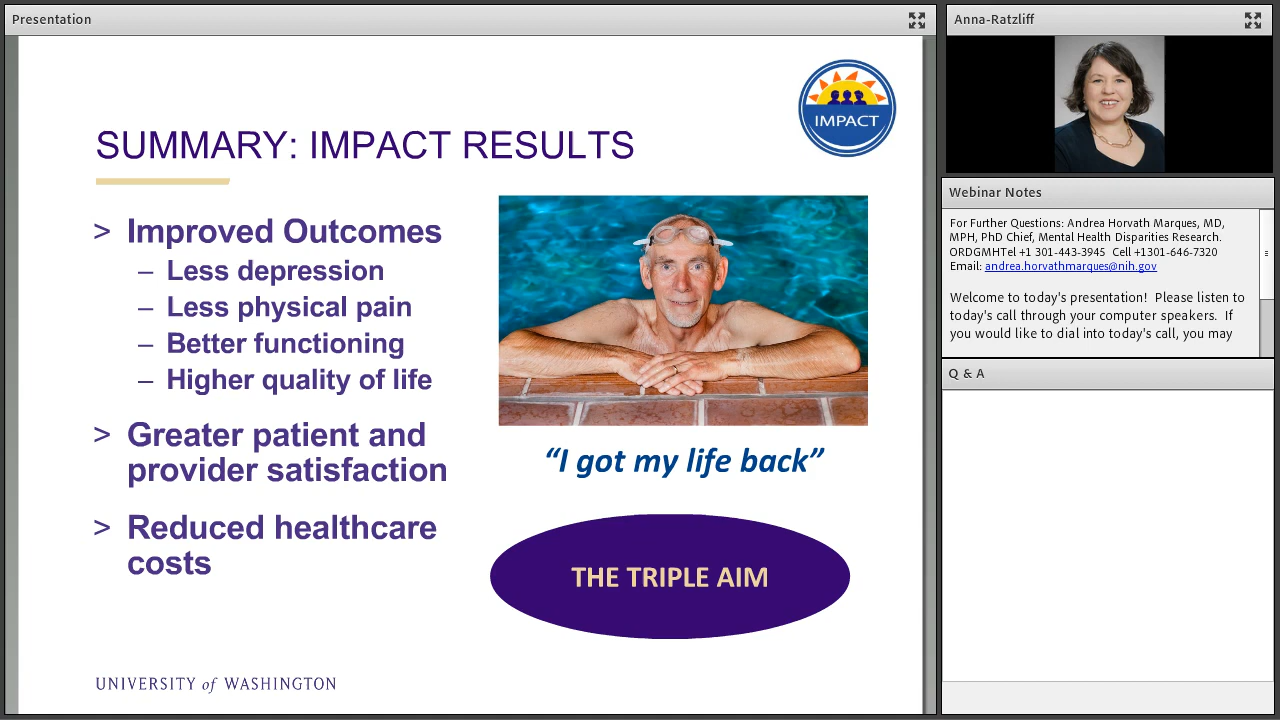 Presentation
IMPACT
SUMMARY: IMPACT RESULTS
> Improved Outcomes
– Less depression
– Less physical pain
– Better functioning
– Higher quality of life
> Greater patient and
provider satisfaction
> Reduced healthcare
costs
“I got my life back”
THE TRIPLE AIM
UNIVERSITY of WASHINGTON
Anna-Ratzliff
Webinar Notes
For Further Questions: Andrea Horvath Marques, MD,
MPH, PhD Chief, Mental Health Disparities Research.
ORDGMHTel +1 301-443-3945 Cell +1301-646-7320
Email: andrea.horvathmarques@nih.gov
Welcome to today's presentation! Please listen to
today's call through your computer speakers. If
you would like to dial into today's call, you may
Q & A